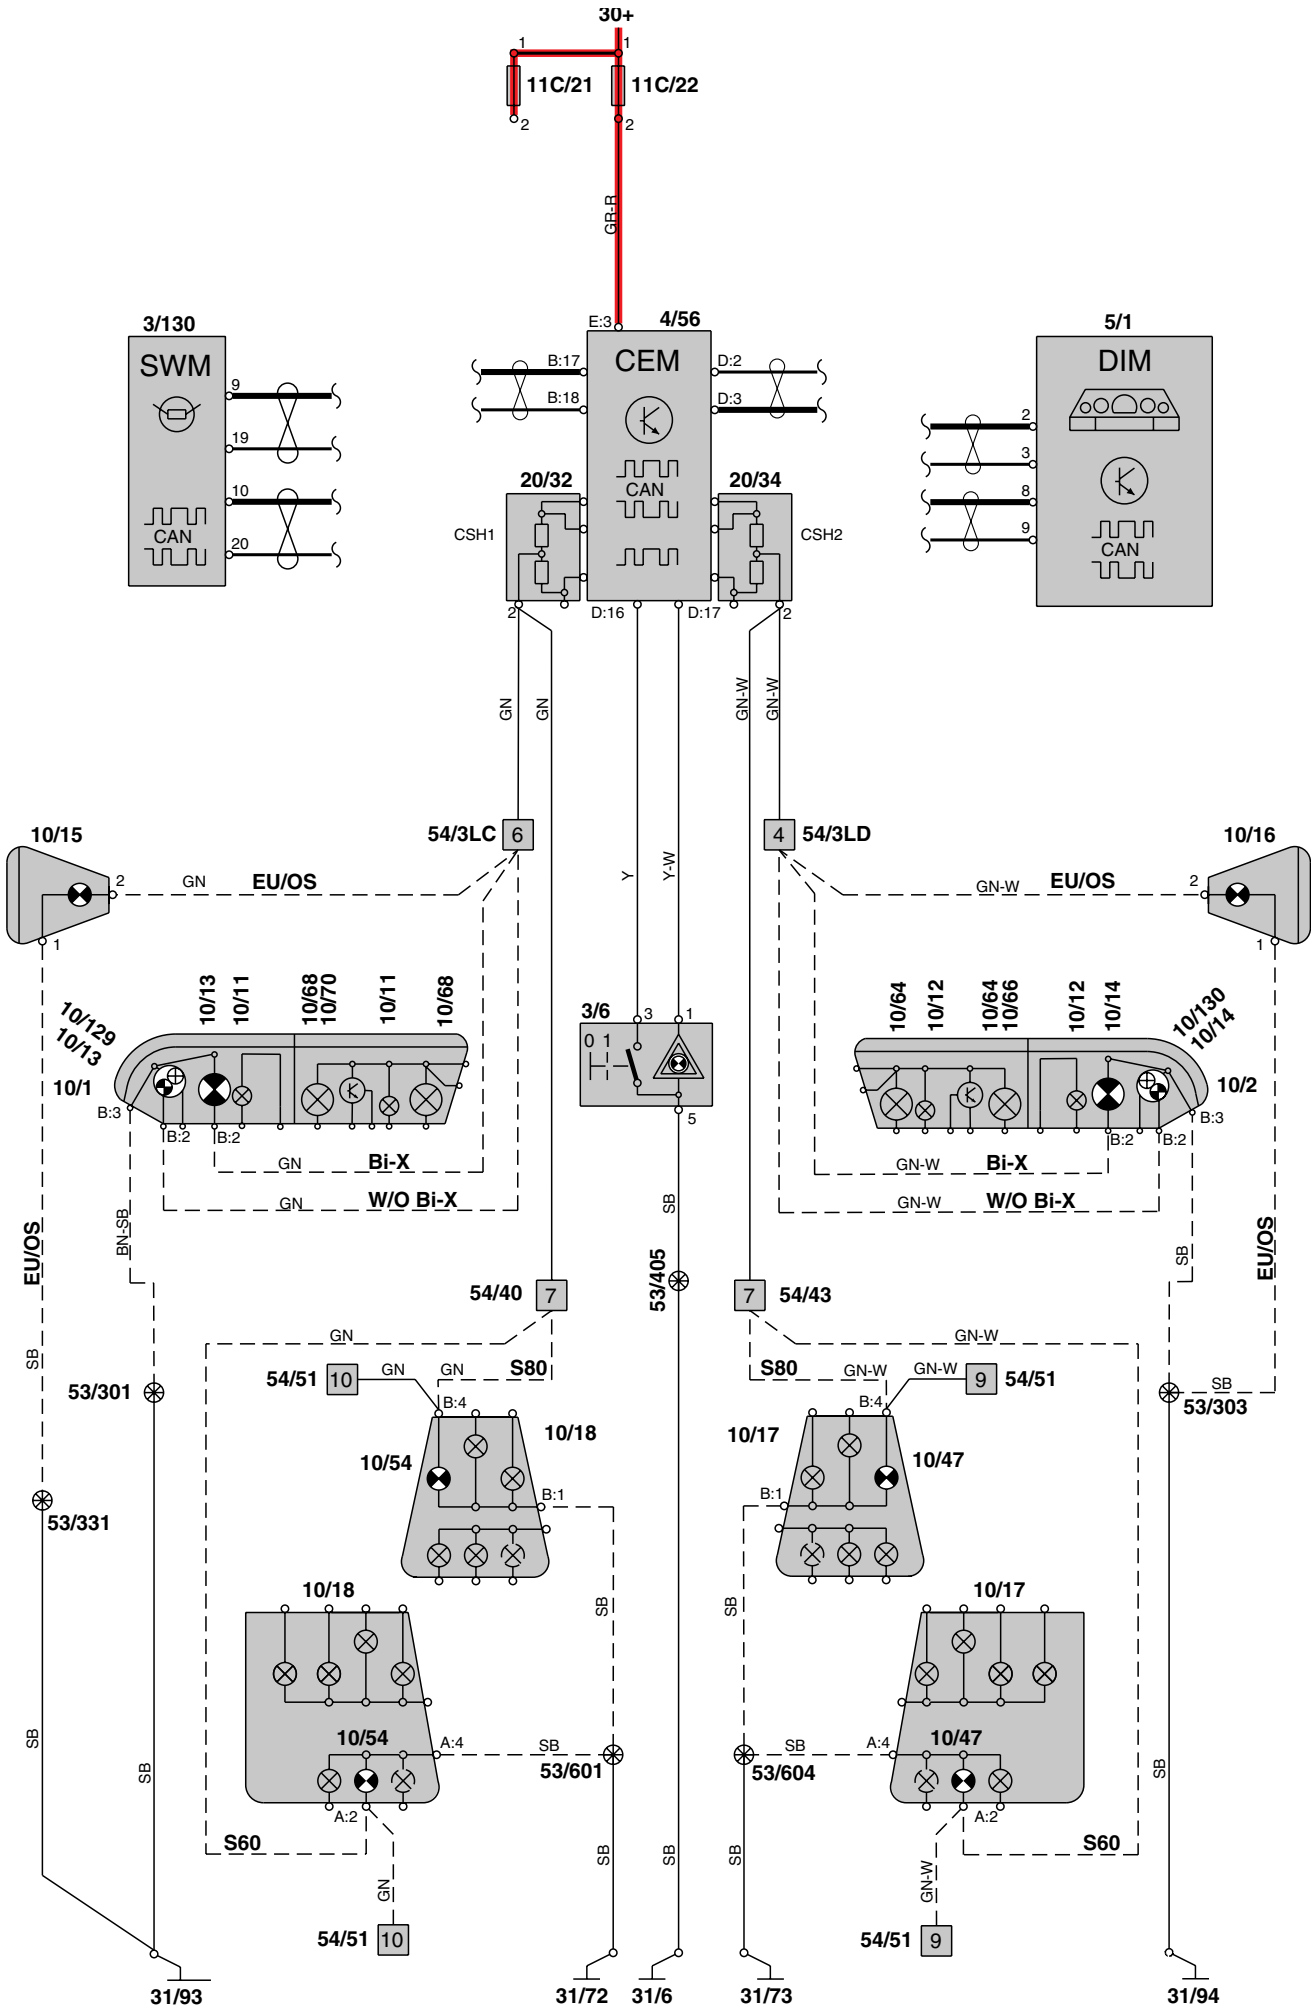 30+
1
1
11C/21
11C/22
2
2
GR-R
3/130
E:3
4/56
5/1
SWM
B:17
CEM
D:2
DIM
9
B:18
D:3
2
19
3
20/32
20/34
10
CAN
8
CAN
CSH1
CSH2
9
CAN
20
2
D:16
D:17
2
GN
GN
GN-W
GN-W
10/15
54/3LC
6
4
54/3LD
10/16
Y
Y-W
2
GN
EU/OS
GN-W
EU/OS
2
1
1
10/129
10/13
10/13
10/11
10/68
10/70
10/11
10/68
3/6
3
1
10/64
10/12
10/64
10/66
10/12
10/14
10/130
10/14
0
1
10/1
10/2
B:3
B:2
B:2
5
B:2
B:2
B:3
GN
Bi-X
GN-W
Bi-X
GN
W/O Bi-X
GN-W
W/O Bi-X
EU/OS
BN-SB
SB
SB
EU/OS
53/405
54/40
7
7
54/43
GN
GN-W
SB
54/51
10
GN
GN
S80
S80
GN-W
GN-W
9
54/51
53/301
SB
53/303
B:4
B:4
10/18
10/17
10/54
10/47
B:1
B:1
53/331
10/18
10/17
SB
SB
10/54
A:4
SB
SB
A:4
10/47
SB
SB
53/601
53/604
SB
A:2
A:2
S60
S60
SB
SB
SB
GN
GN-W
54/51
10
54/51
9
31/93
31/72
31/6
31/73
31/94